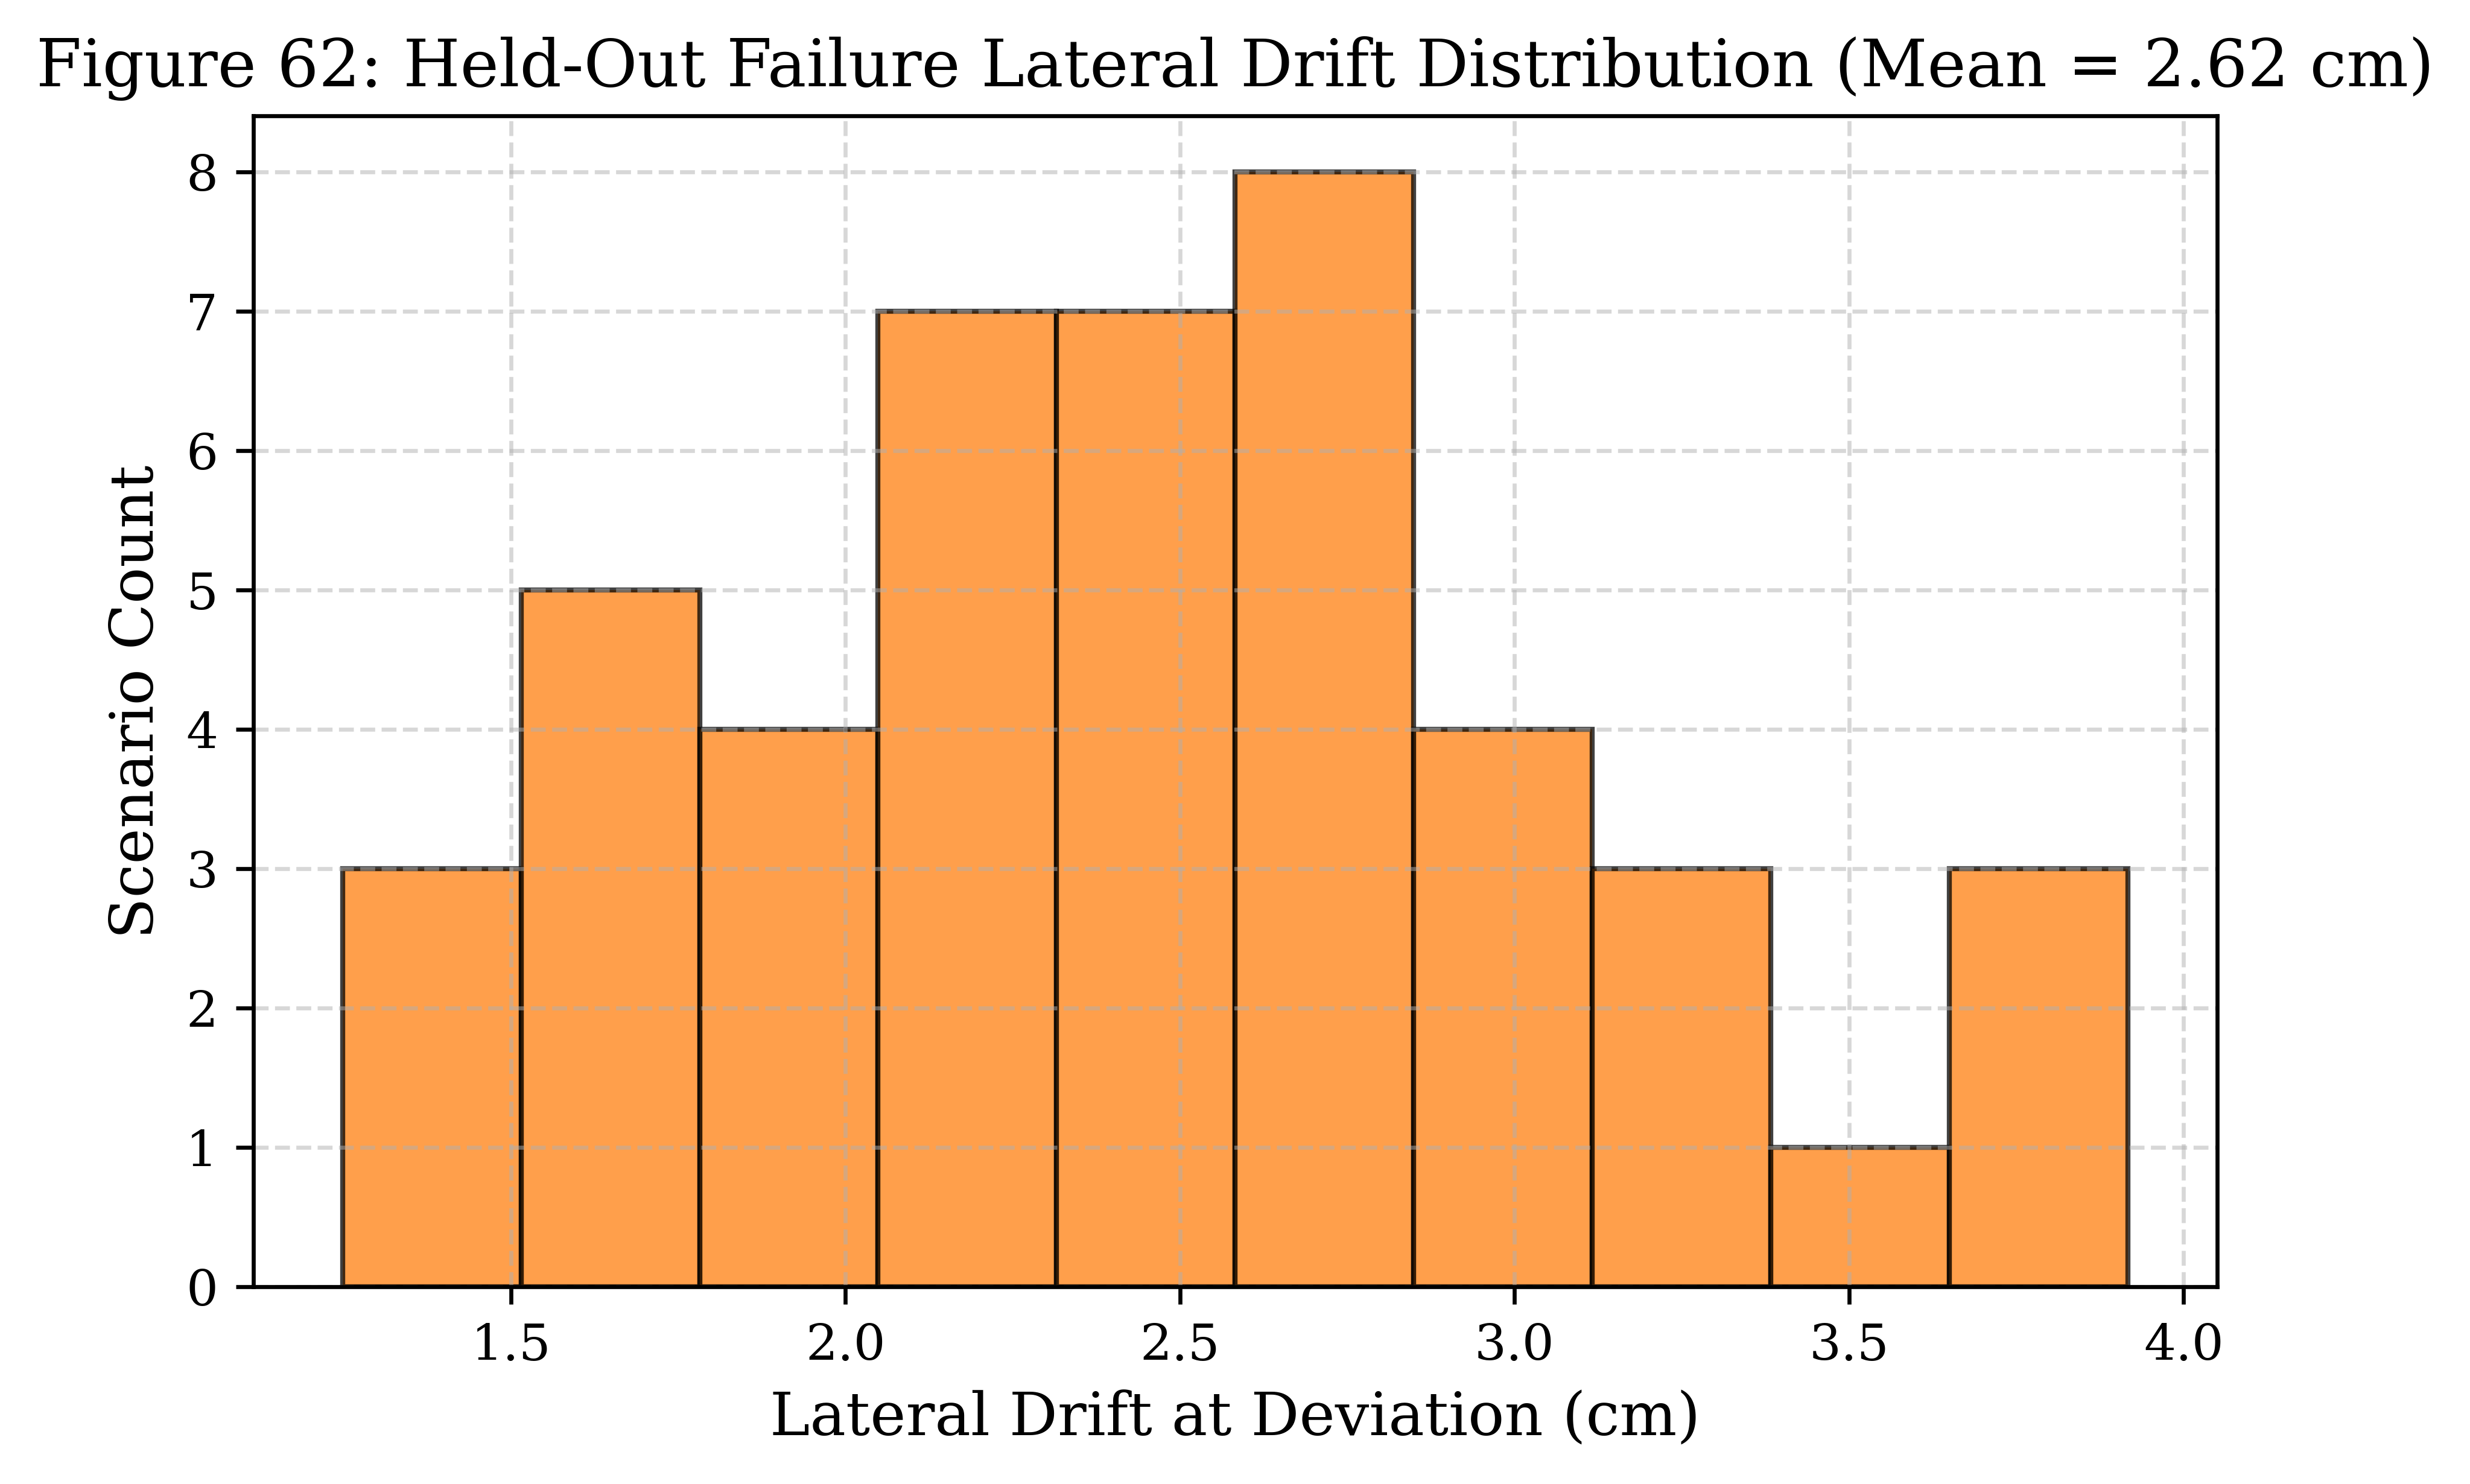 Figure 62: Held-Out Failure Lateral Drift Distribution (Mean = 2.62 cm)
8
7
6
5
4
3
2
1
0
Scenario Count
1.5 2.0 2.5 3.0 3.5 4.0
Lateral Drift at Deviation (cm)